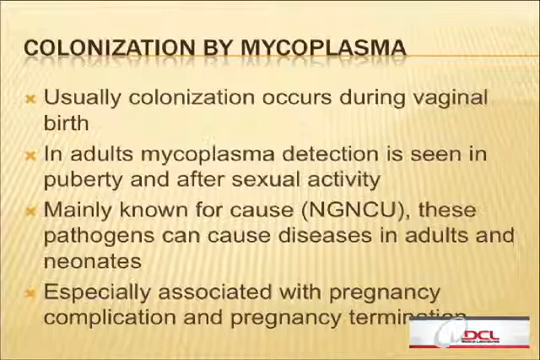 COLONIZATION BY MYCOPLASMA
Usually colonization occurs during vaginal
birth
In adults mycoplasma detection is seen in
puberty and after sexual activity
Mainly known for cause (NGNCU), these
pathogens can cause diseases in adults and
neonates
Especially associated with pregnancy
complication and pregnancy termination
DCL